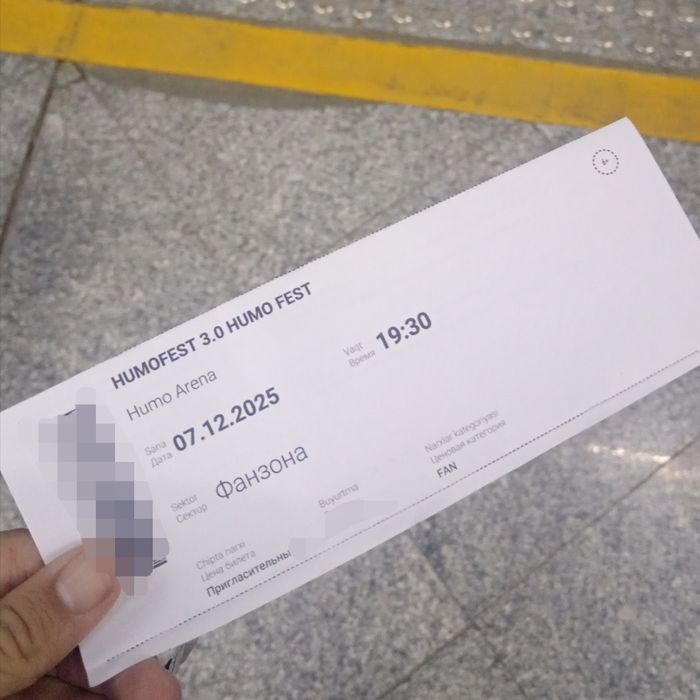 6+
HUMOFEST 3.0 HUMO FEST
Humo Arena
Sana
Дата
07.12.2025
Vaqt
Время
19:30
Sektor
Сектор
Фанзона
Narxlar kategoriyasi
Ценовая категория
FAN
Chipta narxi
Цена билета
Пригласительны
Buyurtma